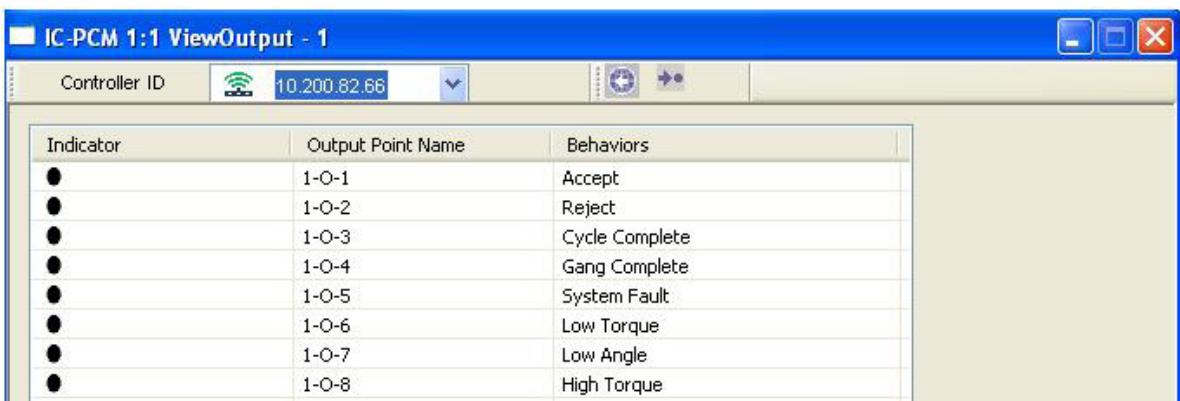 IC-PCM 1:1 ViewOutput - 1
Controller ID 10.200.82.66
Indicator Output Point Name Behaviors
1-O-1 Accept
1-O-2 Reject
1-O-3 Cycle Complete
1-O-4 Gang Complete
1-O-5 System Fault
1-O-6 Low Torque
1-O-7 Low Angle
1-O-8 High Torque